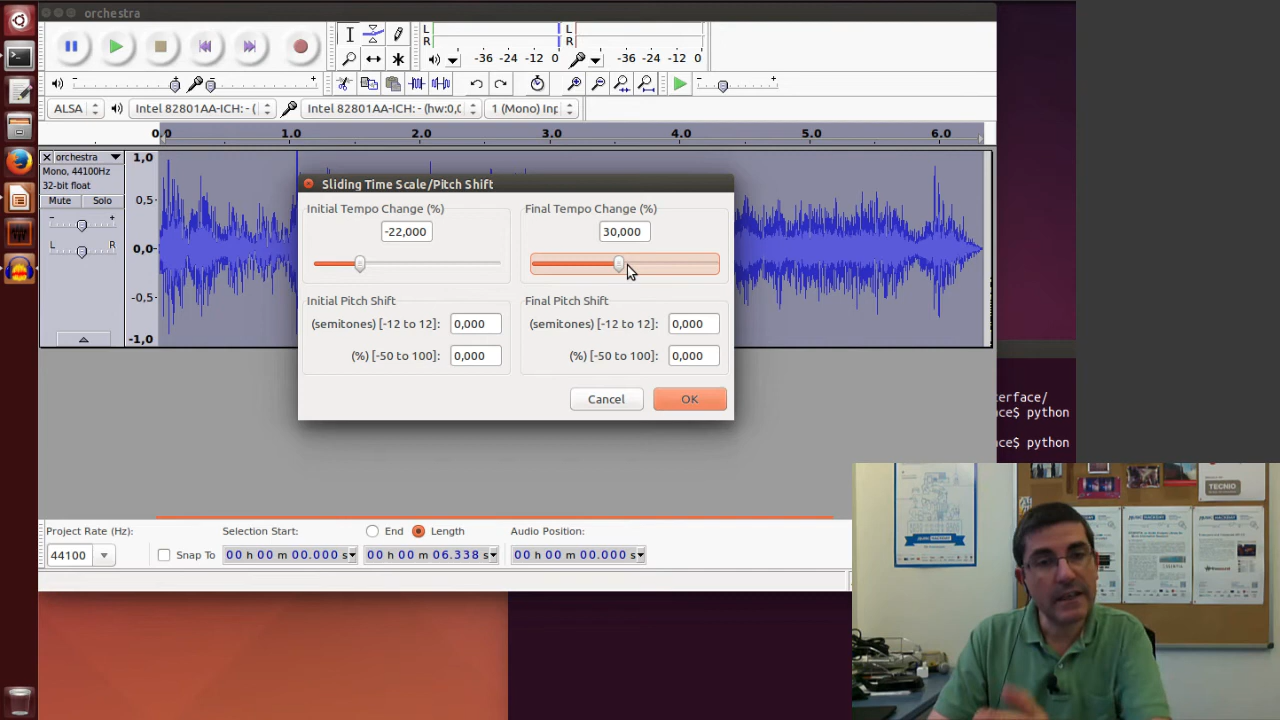 orchestra
L
R
-36 -24 -12 0
L
R
-36 -24 -12 0
ALSA
Intel 82801AA-ICH: - (
Intel 82801AA-ICH: - (hw:0,0
1 (Mono) Inp
0,0 1.0 2.0 3.0 4.0 5.0 6.0
orchestra
Mono, 44100Hz
32-bit float
Mute Solo
- +
L R
1,0
0,5
0,0
-0,5
-1,0
Sliding Time Scale/Pitch Shift
Initial Tempo Change (%)
-22,000
Final Tempo Change (%)
30,000
Initial Pitch Shift
(semitones) [-12 to 12]: 0,000
(%) [-50 to 100]: 0,000
Final Pitch Shift
(semitones) [-12 to 12]: 0,000
(%) [-50 to 100]: 0,000
Cancel
OK
erface/
ace$ python
ace$ python
Project Rate (Hz):
44100
Snap To
Selection Start:
00 h 00 m 00.000 s
End
Length
00 h 00 m 06.338 s
Audio Position:
00 h 00 m 00.000 s
TECNIO